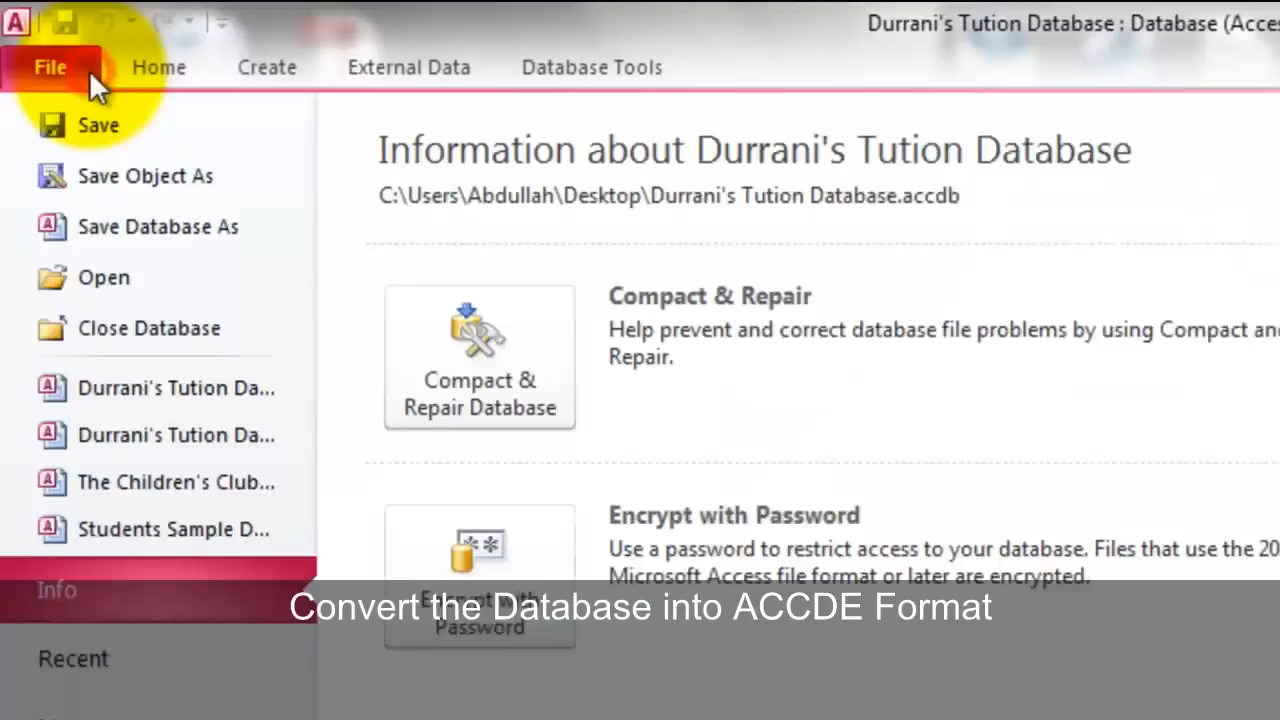 Durrani's Tution Database : Database (Acces
File Home Create External Data Database Tools
Save
Save Object As
Save Database As
Open
Close Database
Durrani's Tution Da...
Durrani's Tution Da...
The Children's Club...
Students Sample D...
Info
Recent
Information about Durrani's Tution Database
C:\Users\Abdullah\Desktop\Durrani's Tution Database.accdb
Compact &
Repair Database
Compact & Repair
Help prevent and correct database file problems by using Compact and
Repair.
Encrypt with
Password
Encrypt with Password
Use a password to restrict access to your database. Files that use the 20
Microsoft Access file format or later are encrypted.
Convert the Database into ACCDE Format